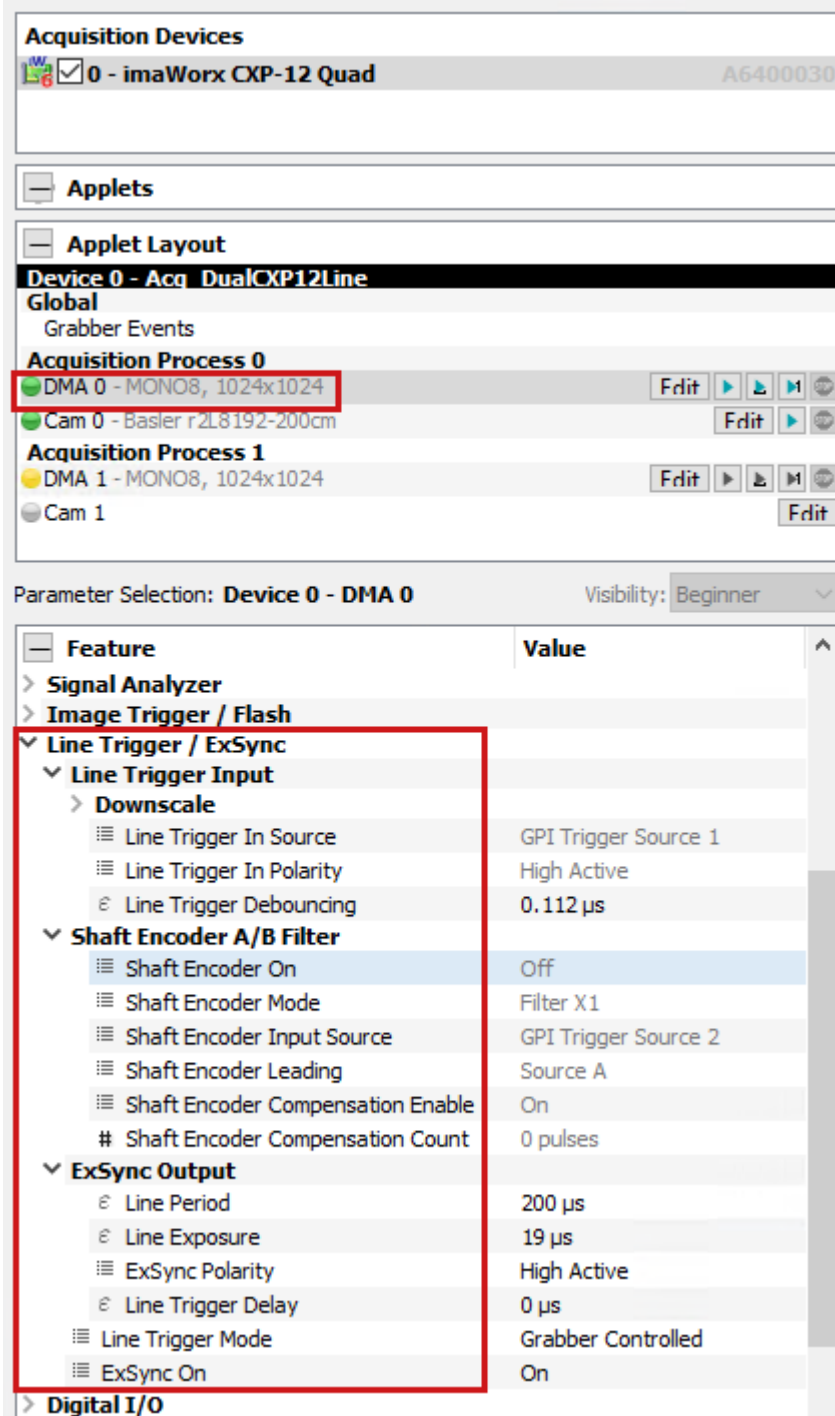 Acquisition Devices
0 - imaWorx CXP-12 Quad A6400030
Applets
Applet Layout
Device 0 - Acq_DualCXP12Line
Global
Grabber Events
Acquisition Process 0
DMA 0 - MONO8, 1024x1024 Edit
Cam 0 - Basler r2L8192-200cm Edit
Acquisition Process 1
DMA 1 - MONO8, 1024x1024 Edit
Cam 1 Edit
Parameter Selection: Device 0 - DMA 0 Visibility: Beginner
Feature Value
Signal Analyzer
Image Trigger / Flash
Line Trigger / ExSync
Line Trigger Input
Downscale
Line Trigger In Source GPI Trigger Source 1
Line Trigger In Polarity High Active
ε Line Trigger Debouncing 0.112 µs
Shaft Encoder A/B Filter
Shaft Encoder On Off
Shaft Encoder Mode Filter X1
Shaft Encoder Input Source GPI Trigger Source 2
Shaft Encoder Leading Source A
Shaft Encoder Compensation Enable On
# Shaft Encoder Compensation Count 0 pulses
ExSync Output
ε Line Period 200 µs
ε Line Exposure 19 µs
ExSync Polarity High Active
ε Line Trigger Delay 0 µs
Line Trigger Mode Grabber Controlled
ExSync On On
Digital I/O